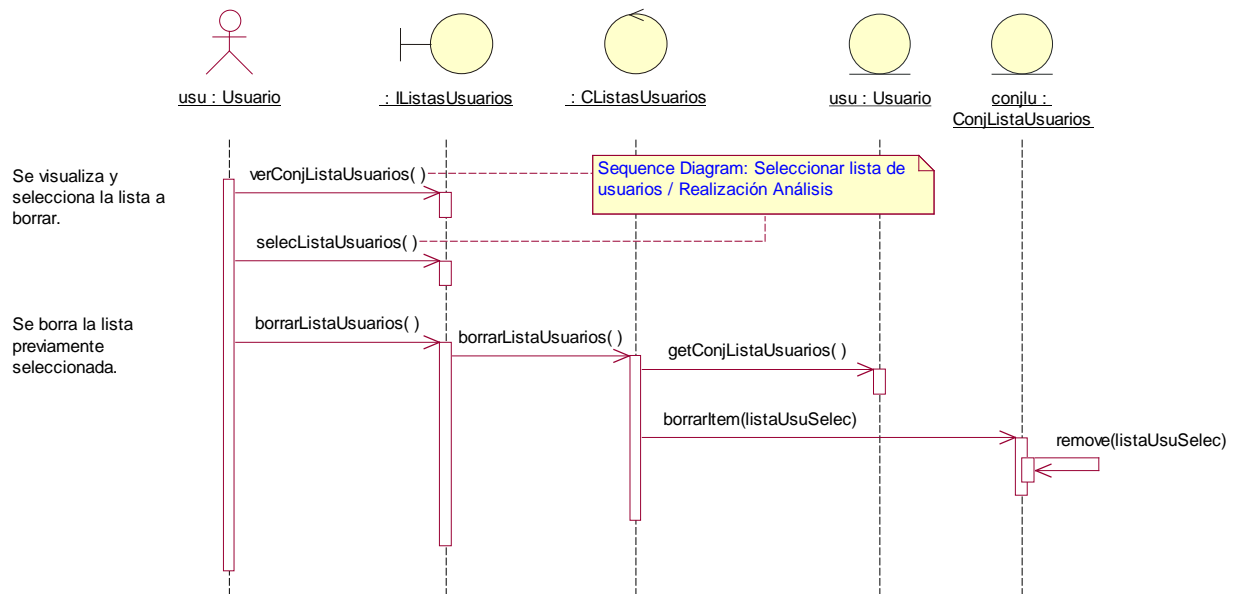 usu : Usuario
: IListasUsuarios
: CListasUsuarios
usu : Usuario
conjlu :
ConjListaUsuarios
Se visualiza y
selecciona la lista a
borrar.
verConjListaUsuarios( )
Sequence Diagram: Seleccionar lista de
usuarios / Realización Análisis
selecListaUsuarios( )
Se borra la lista
previamente
seleccionada.
borrarListaUsuarios( )
borrarListaUsuarios( )
getConjListaUsuarios( )
borrarItem(listaUsuSelec)
remove(listaUsuSelec)